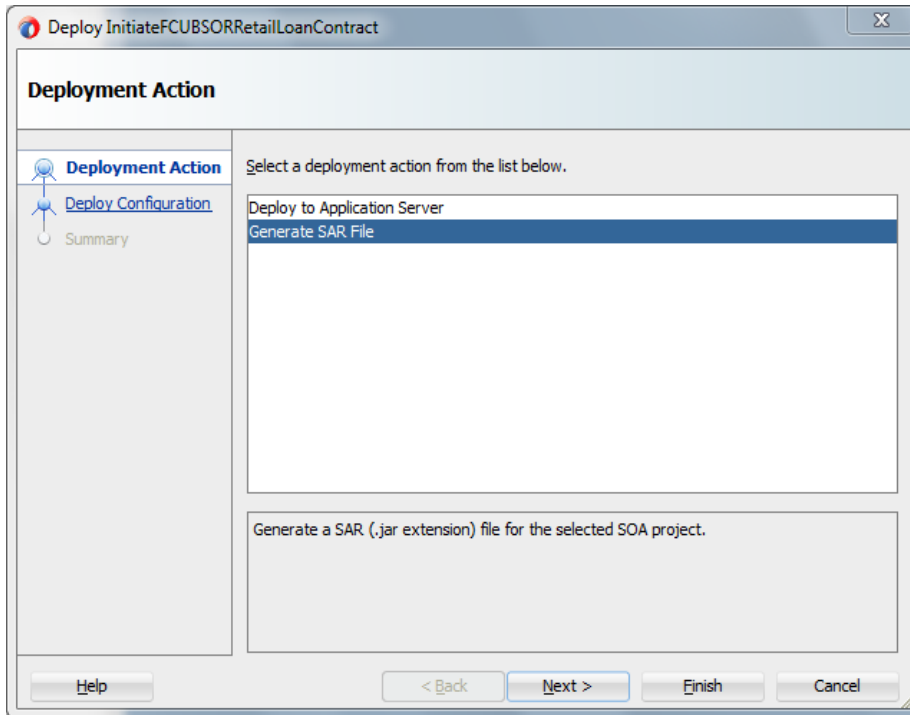 Deploy InitiateFCUBSORRetailLoanContract
Deployment Action
Deployment Action
Deploy Configuration
Summary
Select a deployment action from the list below.
Deploy to Application Server
Generate SAR File
Generate a SAR (.jar extension) file for the selected SOA project.
Help
< Back
Next >
Finish
Cancel